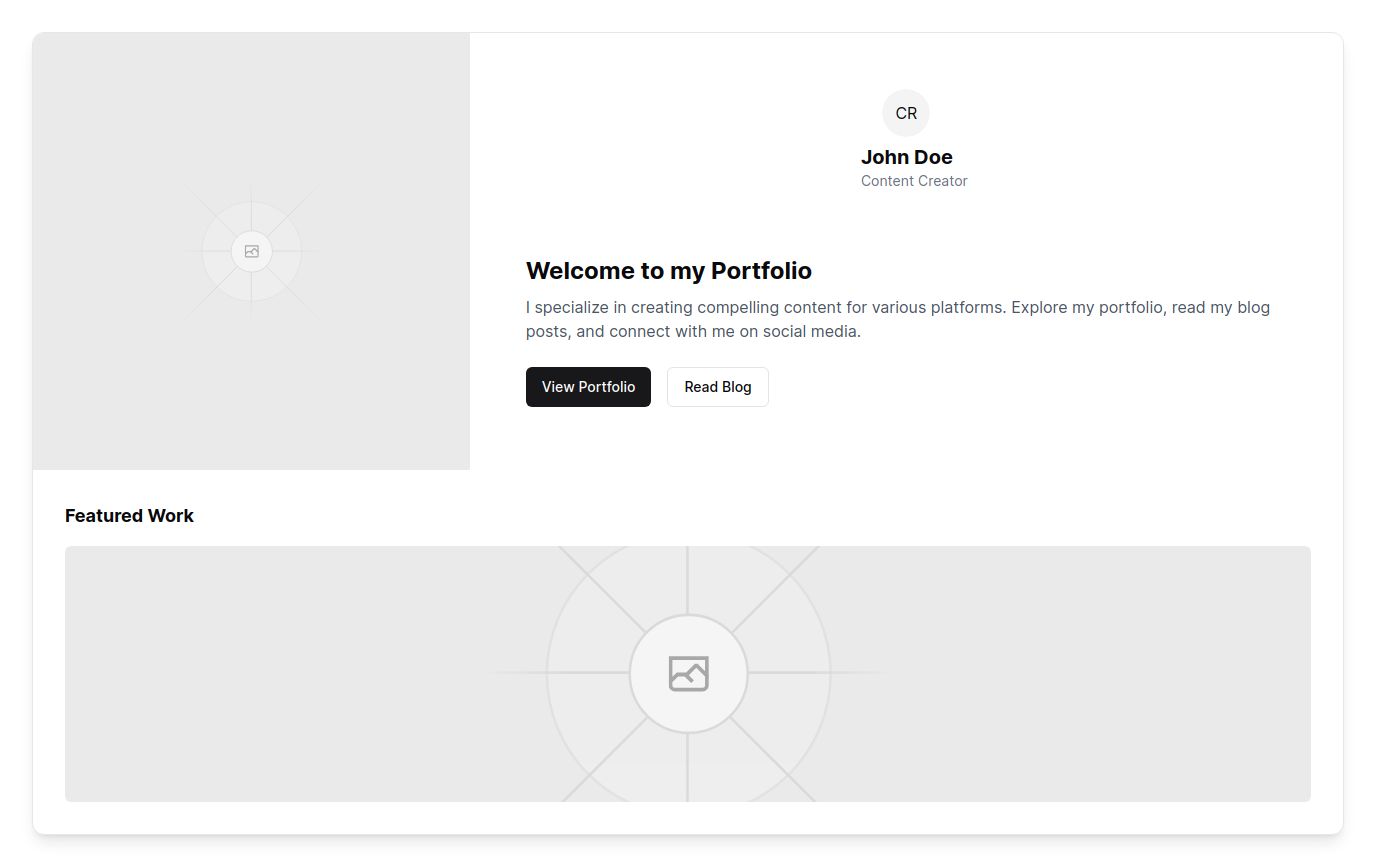 CR
John Doe
Content Creator
Welcome to my Portfolio
I specialize in creating compelling content for various platforms. Explore my portfolio, read my blog
posts, and connect with me on social media.
View Portfolio
Read Blog
Featured Work